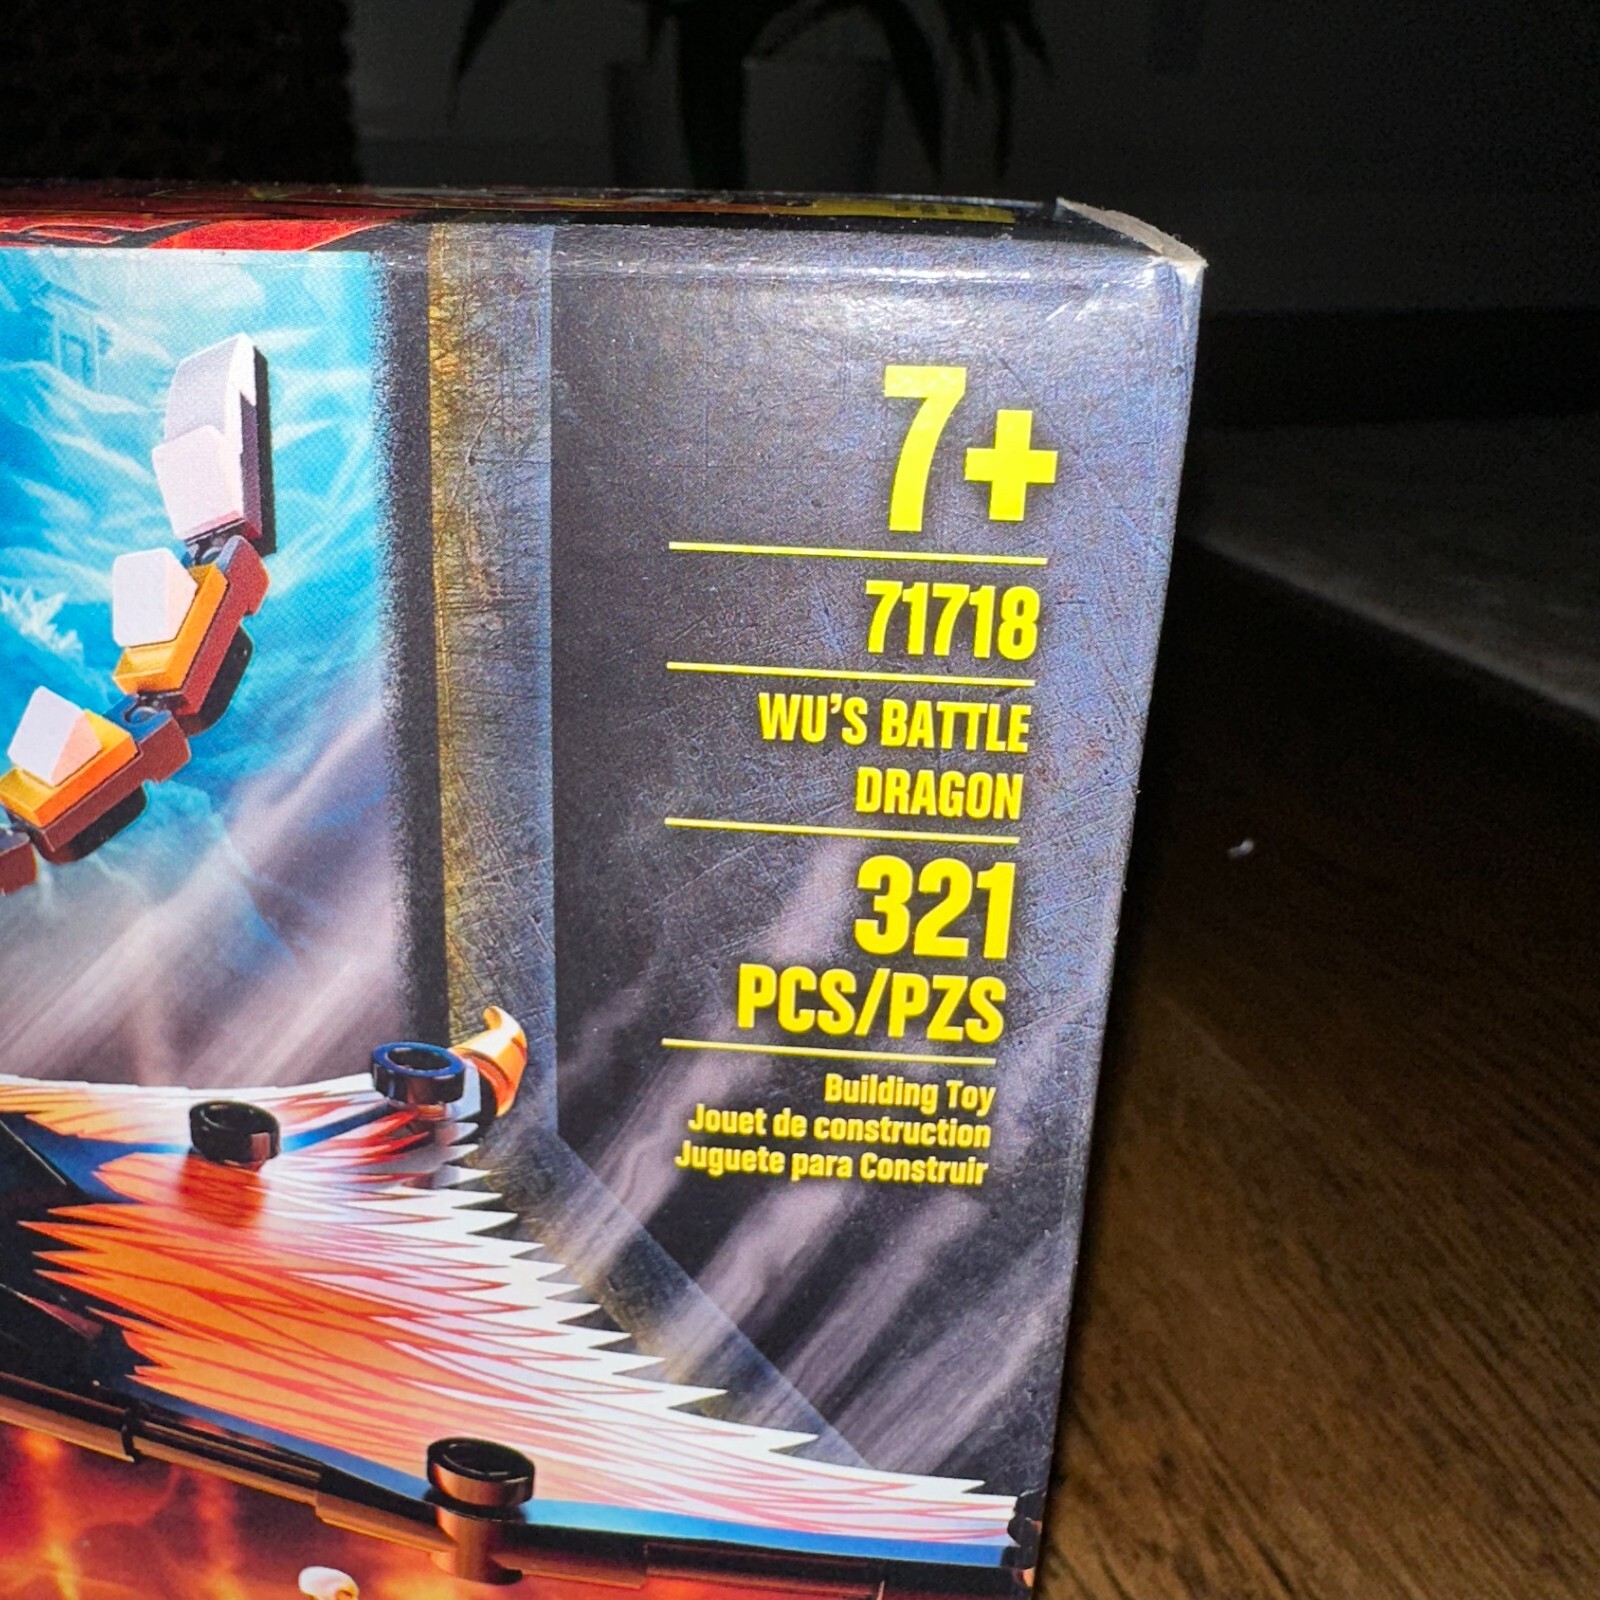 7+
71718
WU'S BATTLE
DRAGON
321
PCS/PZS
Building Toy
Jouet de construction
Juguete para Construir